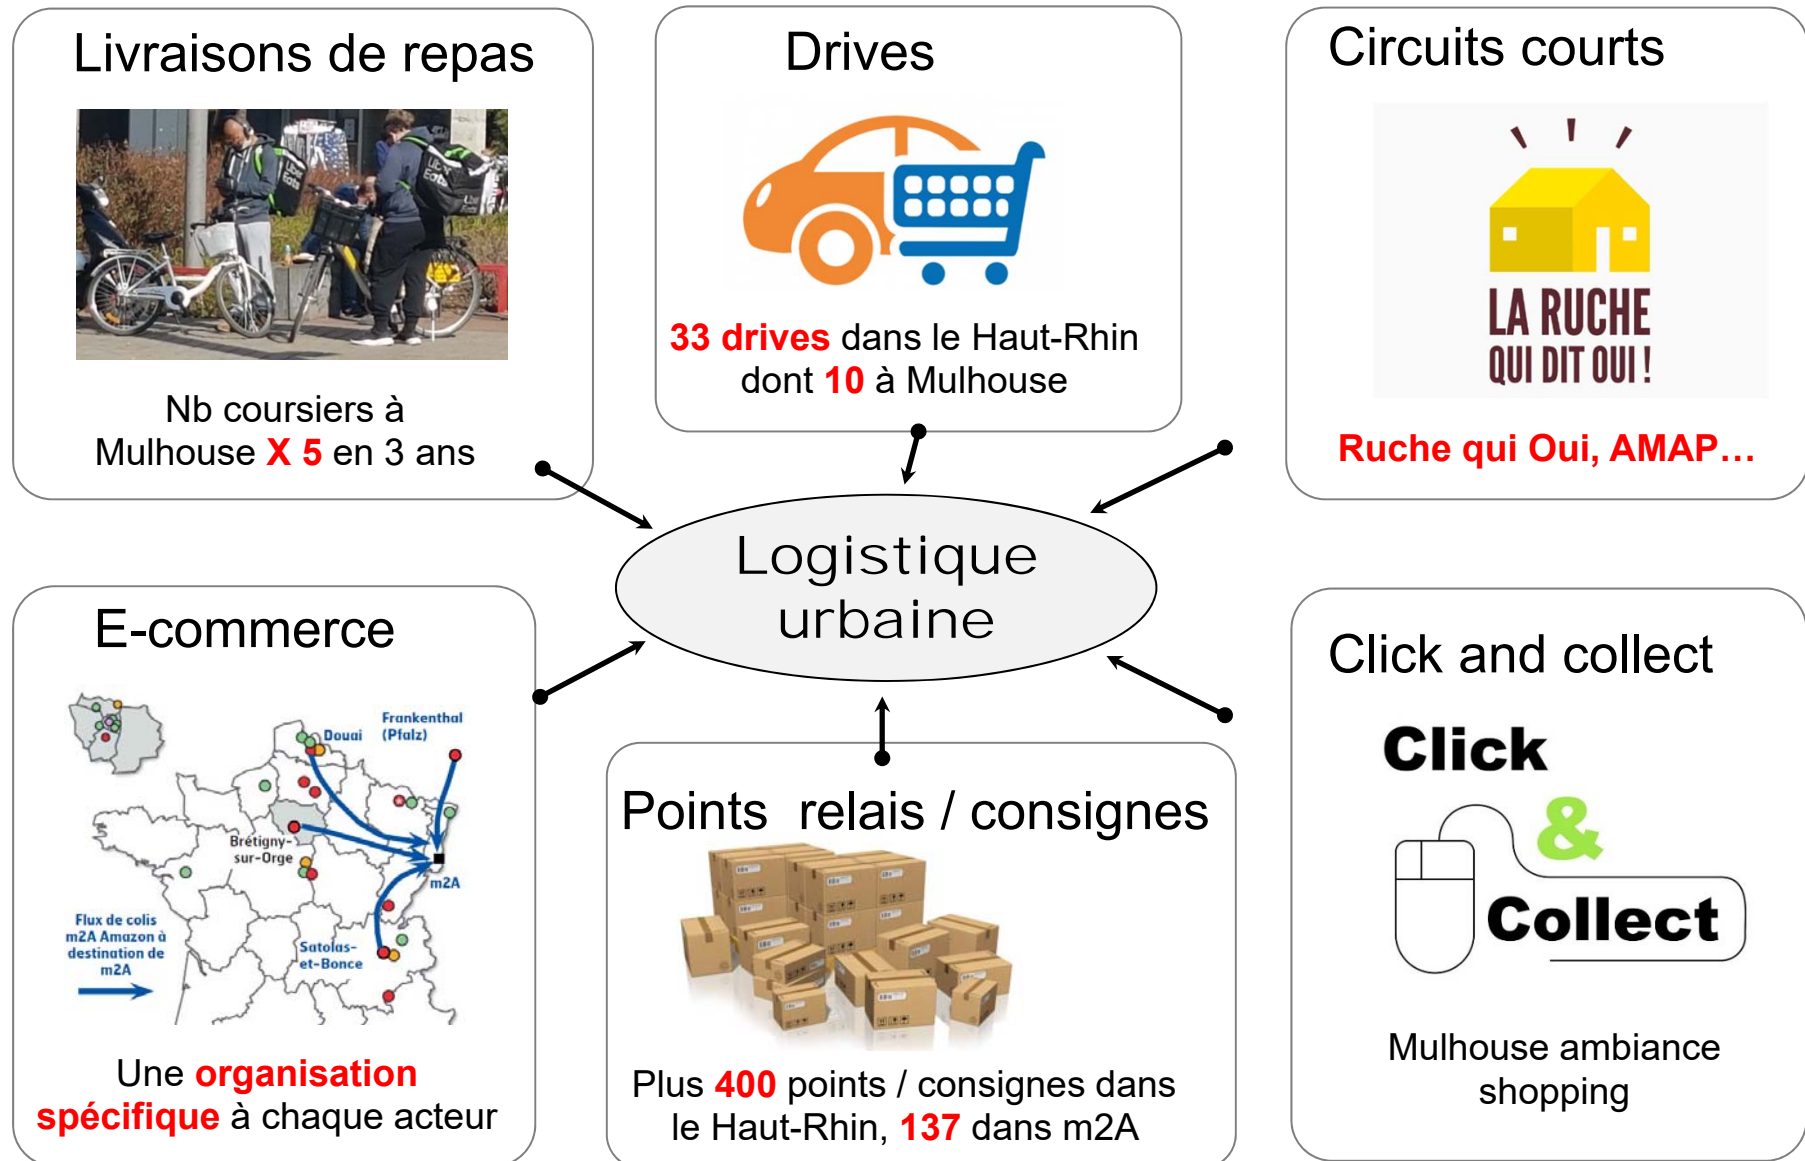 Livraisons de repas
Uber
Eats
Uber
Eats
Nb coursiers à
Mulhouse X 5 en 3 ans
Drives
33 drives dans le Haut-Rhin
dont 10 à Mulhouse
Circuits courts
LA RUCHE
QUI DIT OUI !
Ruche qui Oui, AMAP…
Logistique
urbaine
E-commerce
Douai
Frankenthal
(Pfalz)
Brétigny-
sur-Orge
m2A
Flux de colis
m2A Amazon à
destination de
m2A
Satolas-
et-Bonce
Une organisation
spécifique à chaque acteur
Points relais / consignes
Plus 400 points / consignes dans
le Haut-Rhin, 137 dans m2A
Click and collect
Click
&
Collect
Mulhouse ambiance
shopping